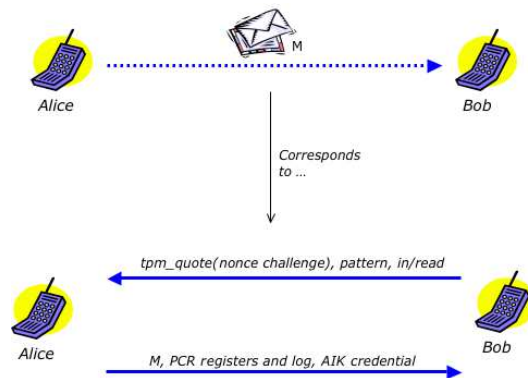 M
Alice
Bob
Corresponds
to ...
tpm_quote(nonce challenge), pattern, in/read
Alice
Bob
M, PCR registers and log, AIK credential